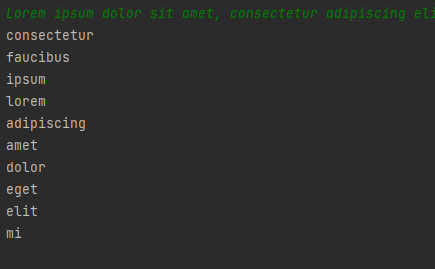 Lorem ipsum dolor sit amet, consectetur adipiscing eli
consectetur
faucibus
ipsum
lorem
adipiscing
amet
dolor
eget
elit
mi